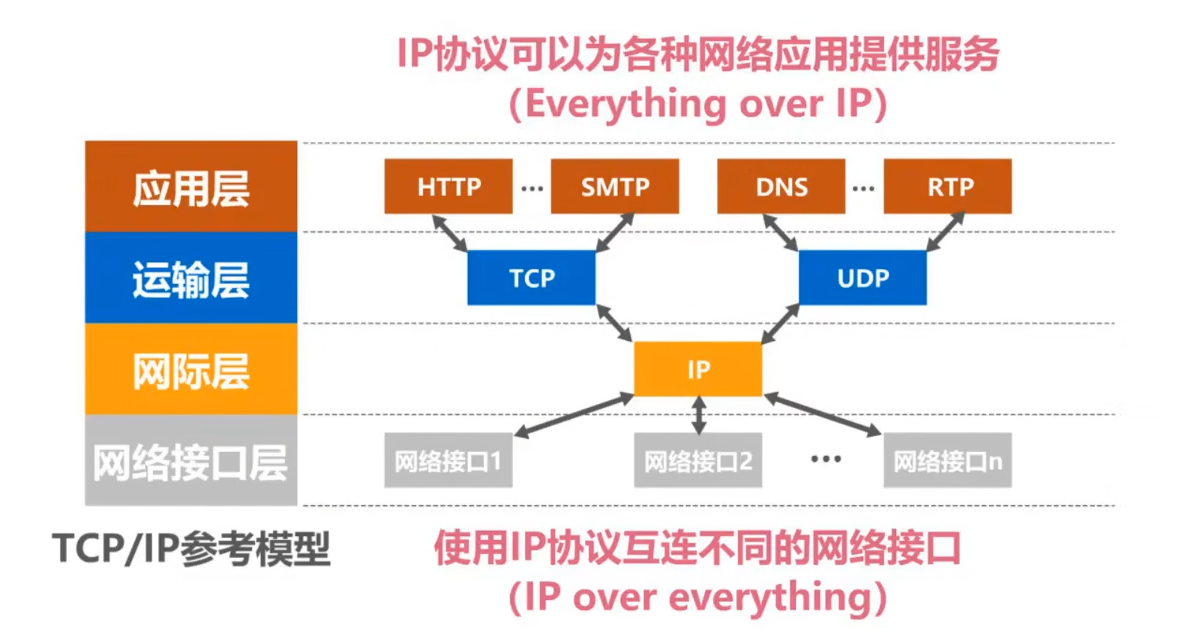 IP协议可以为各种网络应用提供服务
（Everything over IP）
应用层
HTTP ... SMTP DNS ... RTP
运输层
TCP UDP
网际层
IP
网络接口层
网络接口1 网络接口2 ... 网络接口n
TCP/IP参考模型
使用IP协议互连不同的网络接口
（IP over everything）